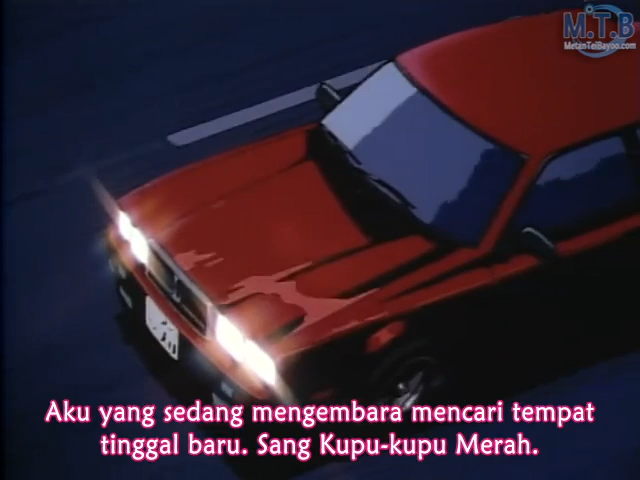 M.T.B
MetanTeiBayoo.com
Aku yang sedang mengembara mencari tempat
tinggal baru. Sang Kupu-kupu Merah.